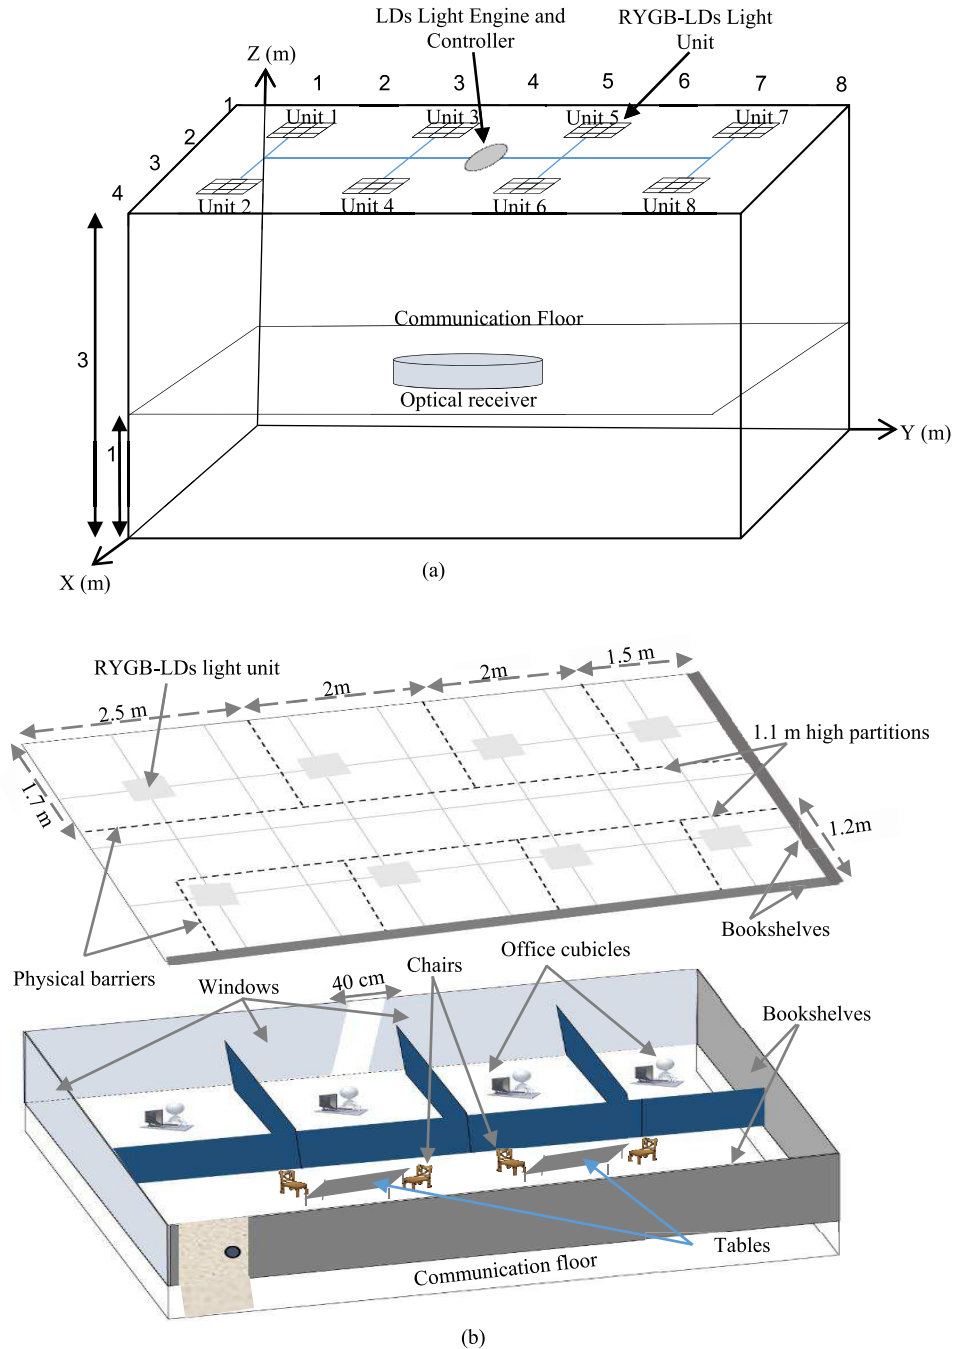 LDs Light Engine and
Controller
RYGB-LDs Light
Unit
Z (m)
1
2
3
4
5
6
7
8
1
2
3
4
Unit 1
Unit 3
Unit 5
Unit 7
Unit 2
Unit 4
Unit 6
Unit 8
3
1
Communication Floor
Optical receiver
Y (m)
X (m)
(a)
RYGB-LDs light unit
2.5 m
2m
2m
1.5 m
1.7 m
1.1 m high partitions
1.2m
Bookshelves
Physical barriers
Windows
40 cm
Chairs
Office cubicles
Bookshelves
Tables
Communication floor
(b)